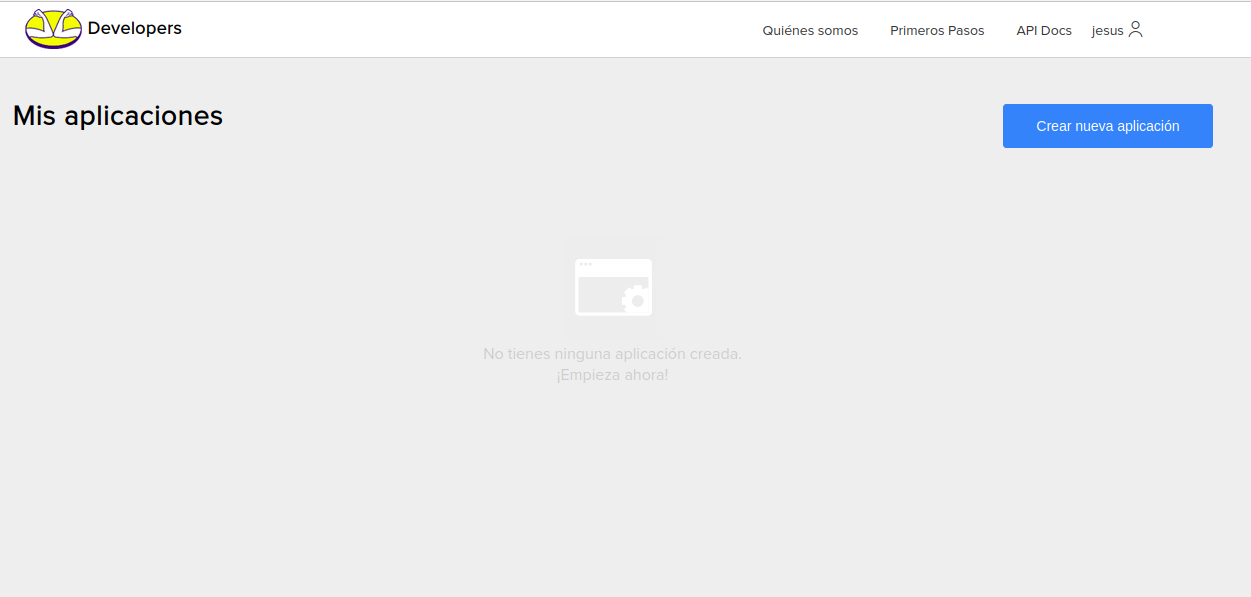 Developers
Quiénes somos
Primeros Pasos
API Docs
jesus
Mis aplicaciones
Crear nueva aplicación
No tienes ninguna aplicación creada.
¡Empieza ahora!